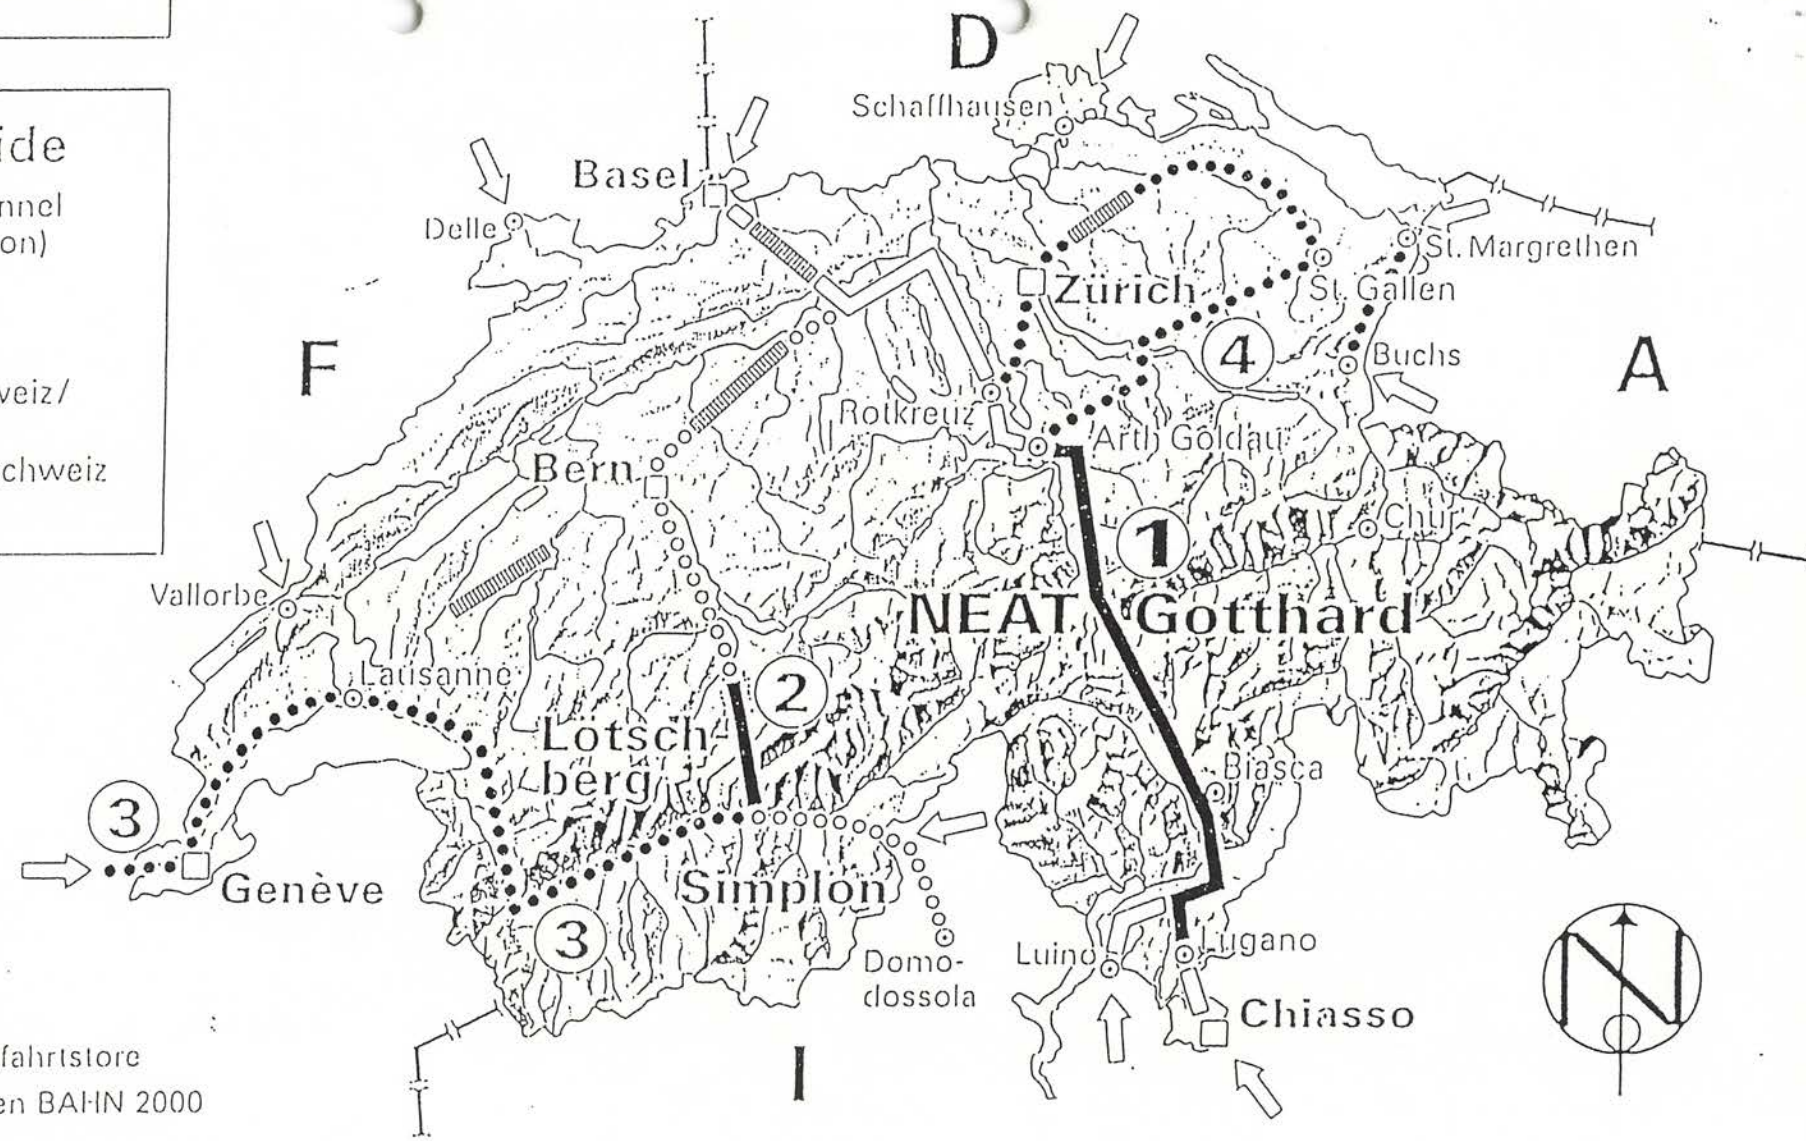 ide
nnel
on)
veiz/
chweiz
fahrtstore
en BAHN 2000
D
Schaffhausen
Basel
Delle
St. Margrethen
Zürich
St. Gallen
F
4
Buchs
A
Rotkreuz
Arth Goldau
Bern
Chur
1
Vallorbe
NEAT Gotthard
Lausanne
2
Lötsch-
berg
Biasca
3
Genève
Simplon
3
Domo-
dossola
Luino
Lugano
Chiasso
I
N